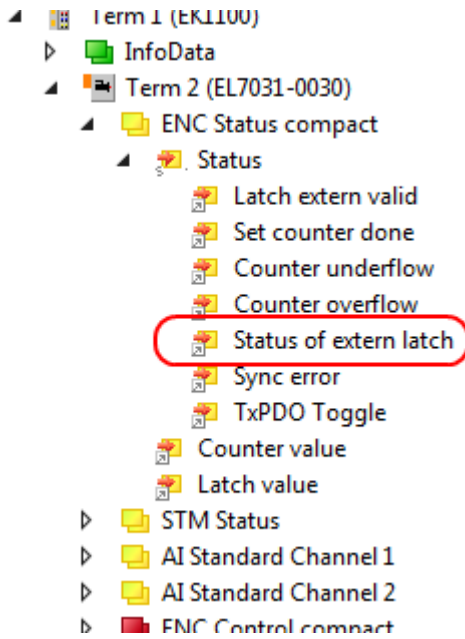 Term 1 (EK1100)
InfoData
Term 2 (EL7031-0030)
ENC Status compact
Status
Latch extern valid
Set counter done
Counter underflow
Counter overflow
Status of extern latch
Sync error
TxPDO Toggle
Counter value
Latch value
STM Status
AI Standard Channel 1
AI Standard Channel 2
ENC Control compact